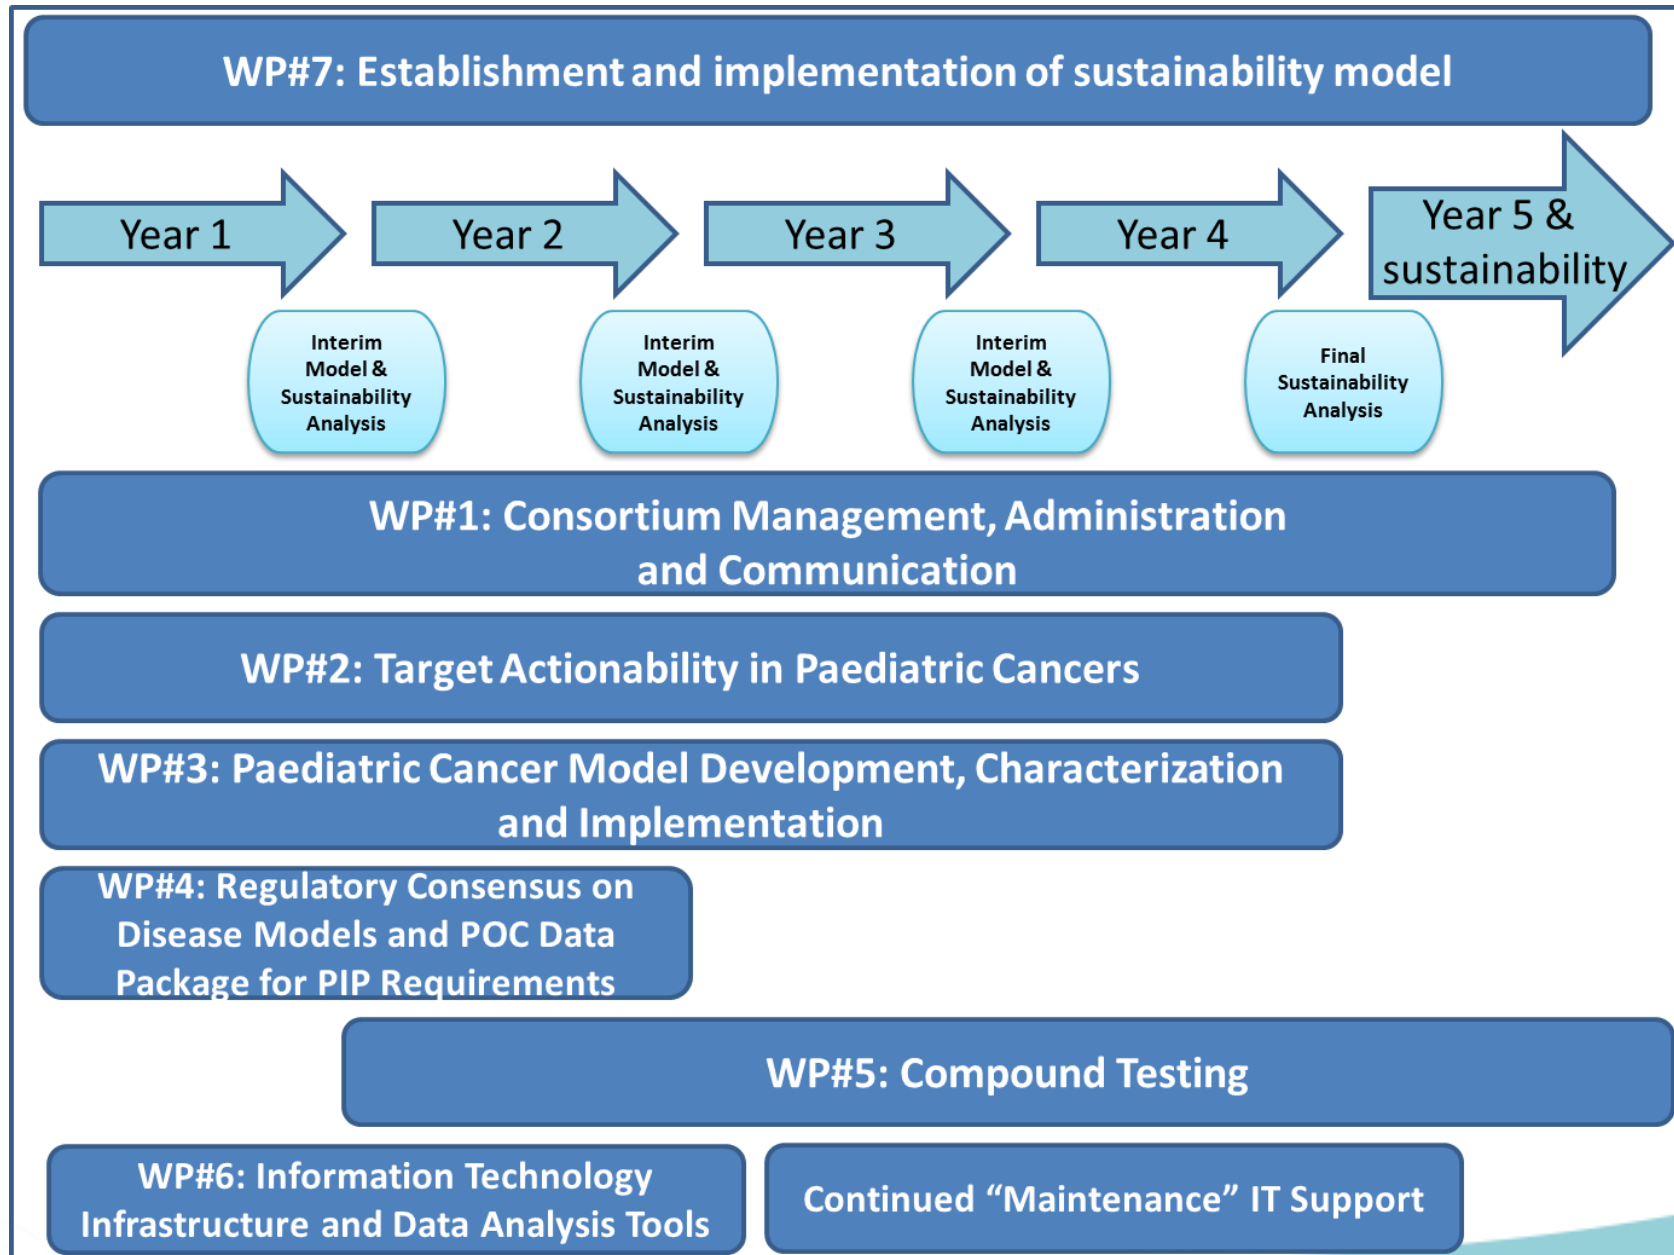 WP#7: Establishment and implementation of sustainability model
Year 1
Year 2
Year 3
Year 4
Year 5 &
sustainability
Interim
Model &
Sustainability
Analysis
Interim
Model &
Sustainability
Analysis
Interim
Model &
Sustainability
Analysis
Final
Sustainability
Analysis
WP#1: Consortium Management, Administration
and Communication
WP#2: Target Actionability in Paediatric Cancers
WP#3: Paediatric Cancer Model Development, Characterization
and Implementation
WP#4: Regulatory Consensus on
Disease Models and POC Data
Package for PIP Requirements
WP#5: Compound Testing
WP#6: Information Technology
Infrastructure and Data Analysis Tools
Continued “Maintenance” IT Support